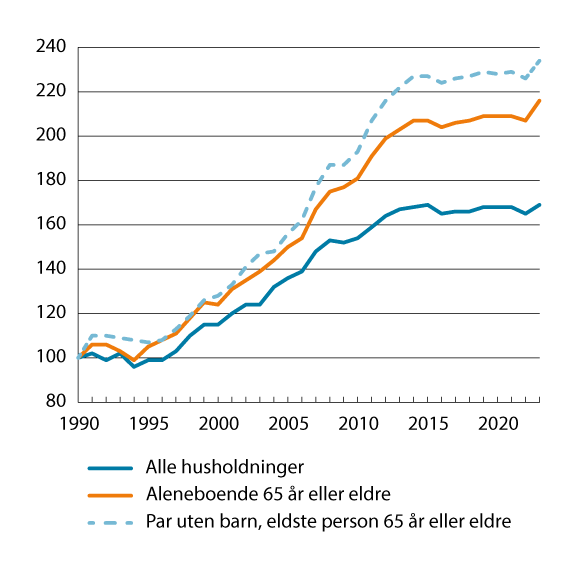 240
220
200
180
160
140
120
100
80
1990 1995 2000 2005 2010 2015 2020
Alle husholdninger
Aleneboende 65 år eller eldre
Par uten barn, eldste person 65 år eller eldre